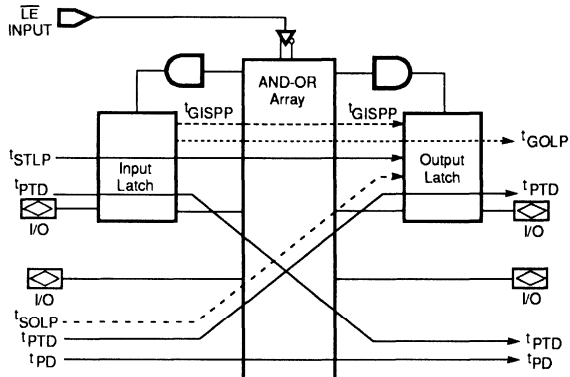 LE
INPUT
AND-OR
Array
tGISPP
tGISPP
tGOLP
tSTLP
Input
Latch
Output
Latch
tPTD
tPTD
I/O
I/O
I/O
I/O
tSOLP
tPTD
tPTD
tPD
tPD